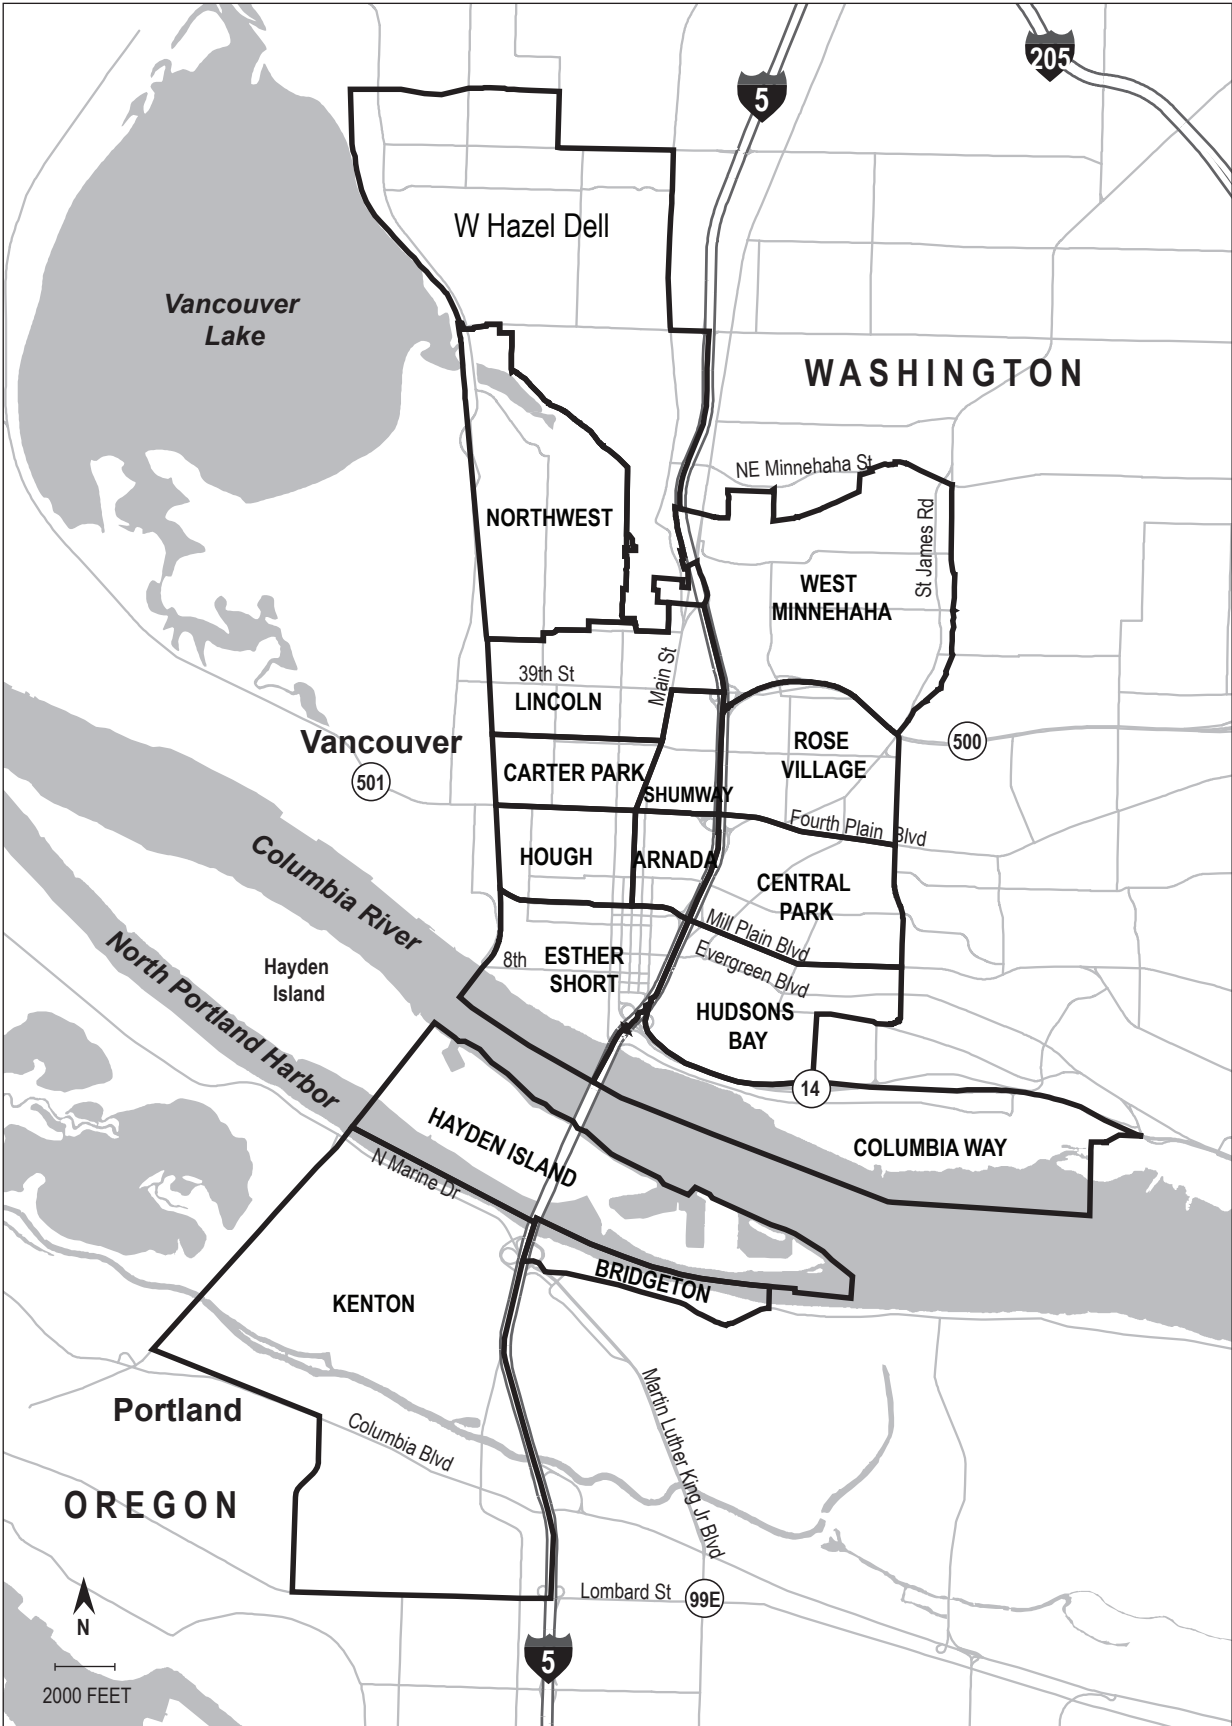 205
5
W Hazel Dell
Vancouver
Lake
WASHINGTON
NE Minnehaha St
NORTHWEST
St James Rd
WEST
MINNEHAHA
39th St
Main St
LINCOLN
Vancouver
501
ROSE
VILLAGE
500
CARTER PARK
SHUMWAY
Fourth Plain Blvd
HOUGH
ARNADA
CENTRAL
PARK
Columbia River
North Portland Harbor
Hayden
Island
8th
ESTHER
SHORT
Mill Plain Blvd
Evergreen Blvd
HUDSONS
BAY
14
HAYDEN ISLAND
COLUMBIA WAY
N Marine Dr
BRIDGETON
KENTON
Portland
Columbia Blvd
Martin Luther King Jr Blvd
OREGON
N
Lombard St
99E
5
2000 FEET